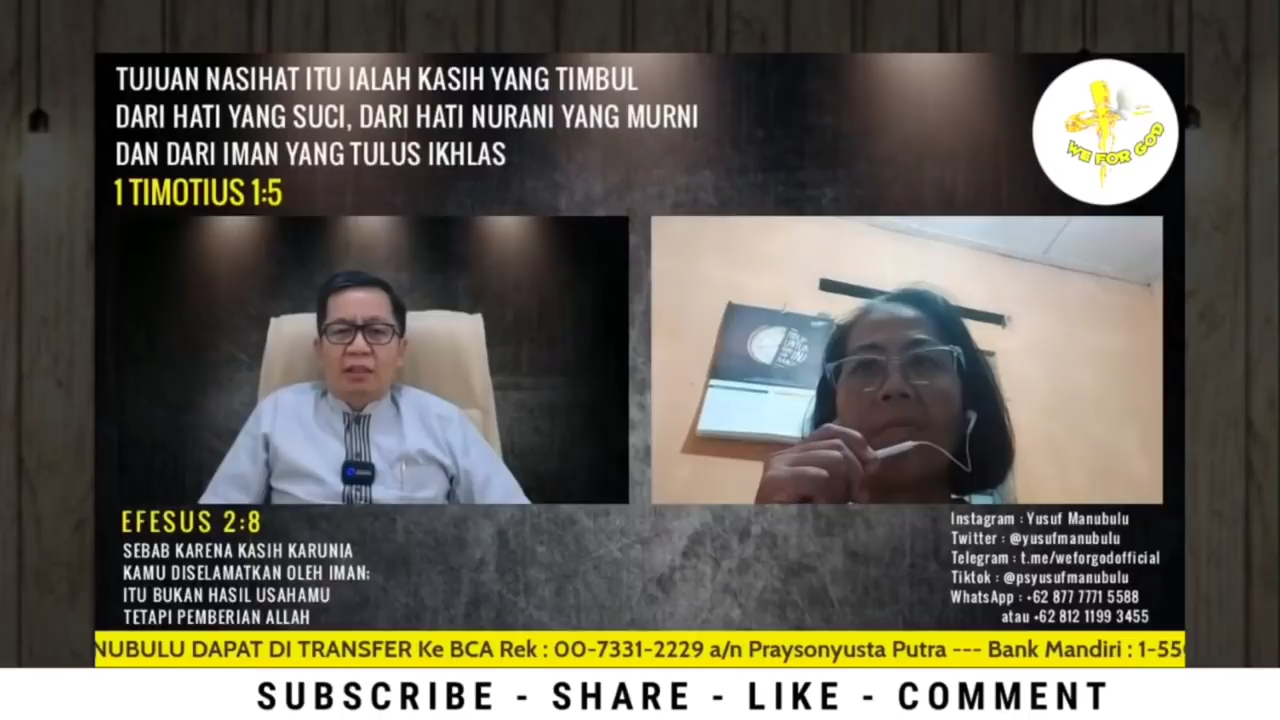 TUJUAN NASIHAT ITU IALAH KASIH YANG TIMBUL
DARI HATI YANG SUCI, DARI HATI NURANI YANG MURNI
DAN DARI IMAN YANG TULUS IKHLAS
1 TIMOTIUS 1:5
WE FOR GOD
EFESUS 2:8
SEBAB KARENA KASIH KARUNIA
KAMU DISELAMATKAN OLEH IMAN:
ITU BUKAN HASIL USAHAMU
TETAPI PEMBERIAN ALLAH
Instagram : Yusuf Manubulu
Twitter : @yusufmanubulu
Telegram : t.me/weforgodofficial
Tiktok : @psyusufmanubulu
WhatsApp : +62 877 7771 5588
atau +62 812 1199 3455
NUBULU DAPAT DI TRANSFER Ke BCA Rek : 00-7331-2229 a/n Praysonyusta Putra --- Bank Mandiri : 1-55
SUBSCRIBE - SHARE - LIKE - COMMENT